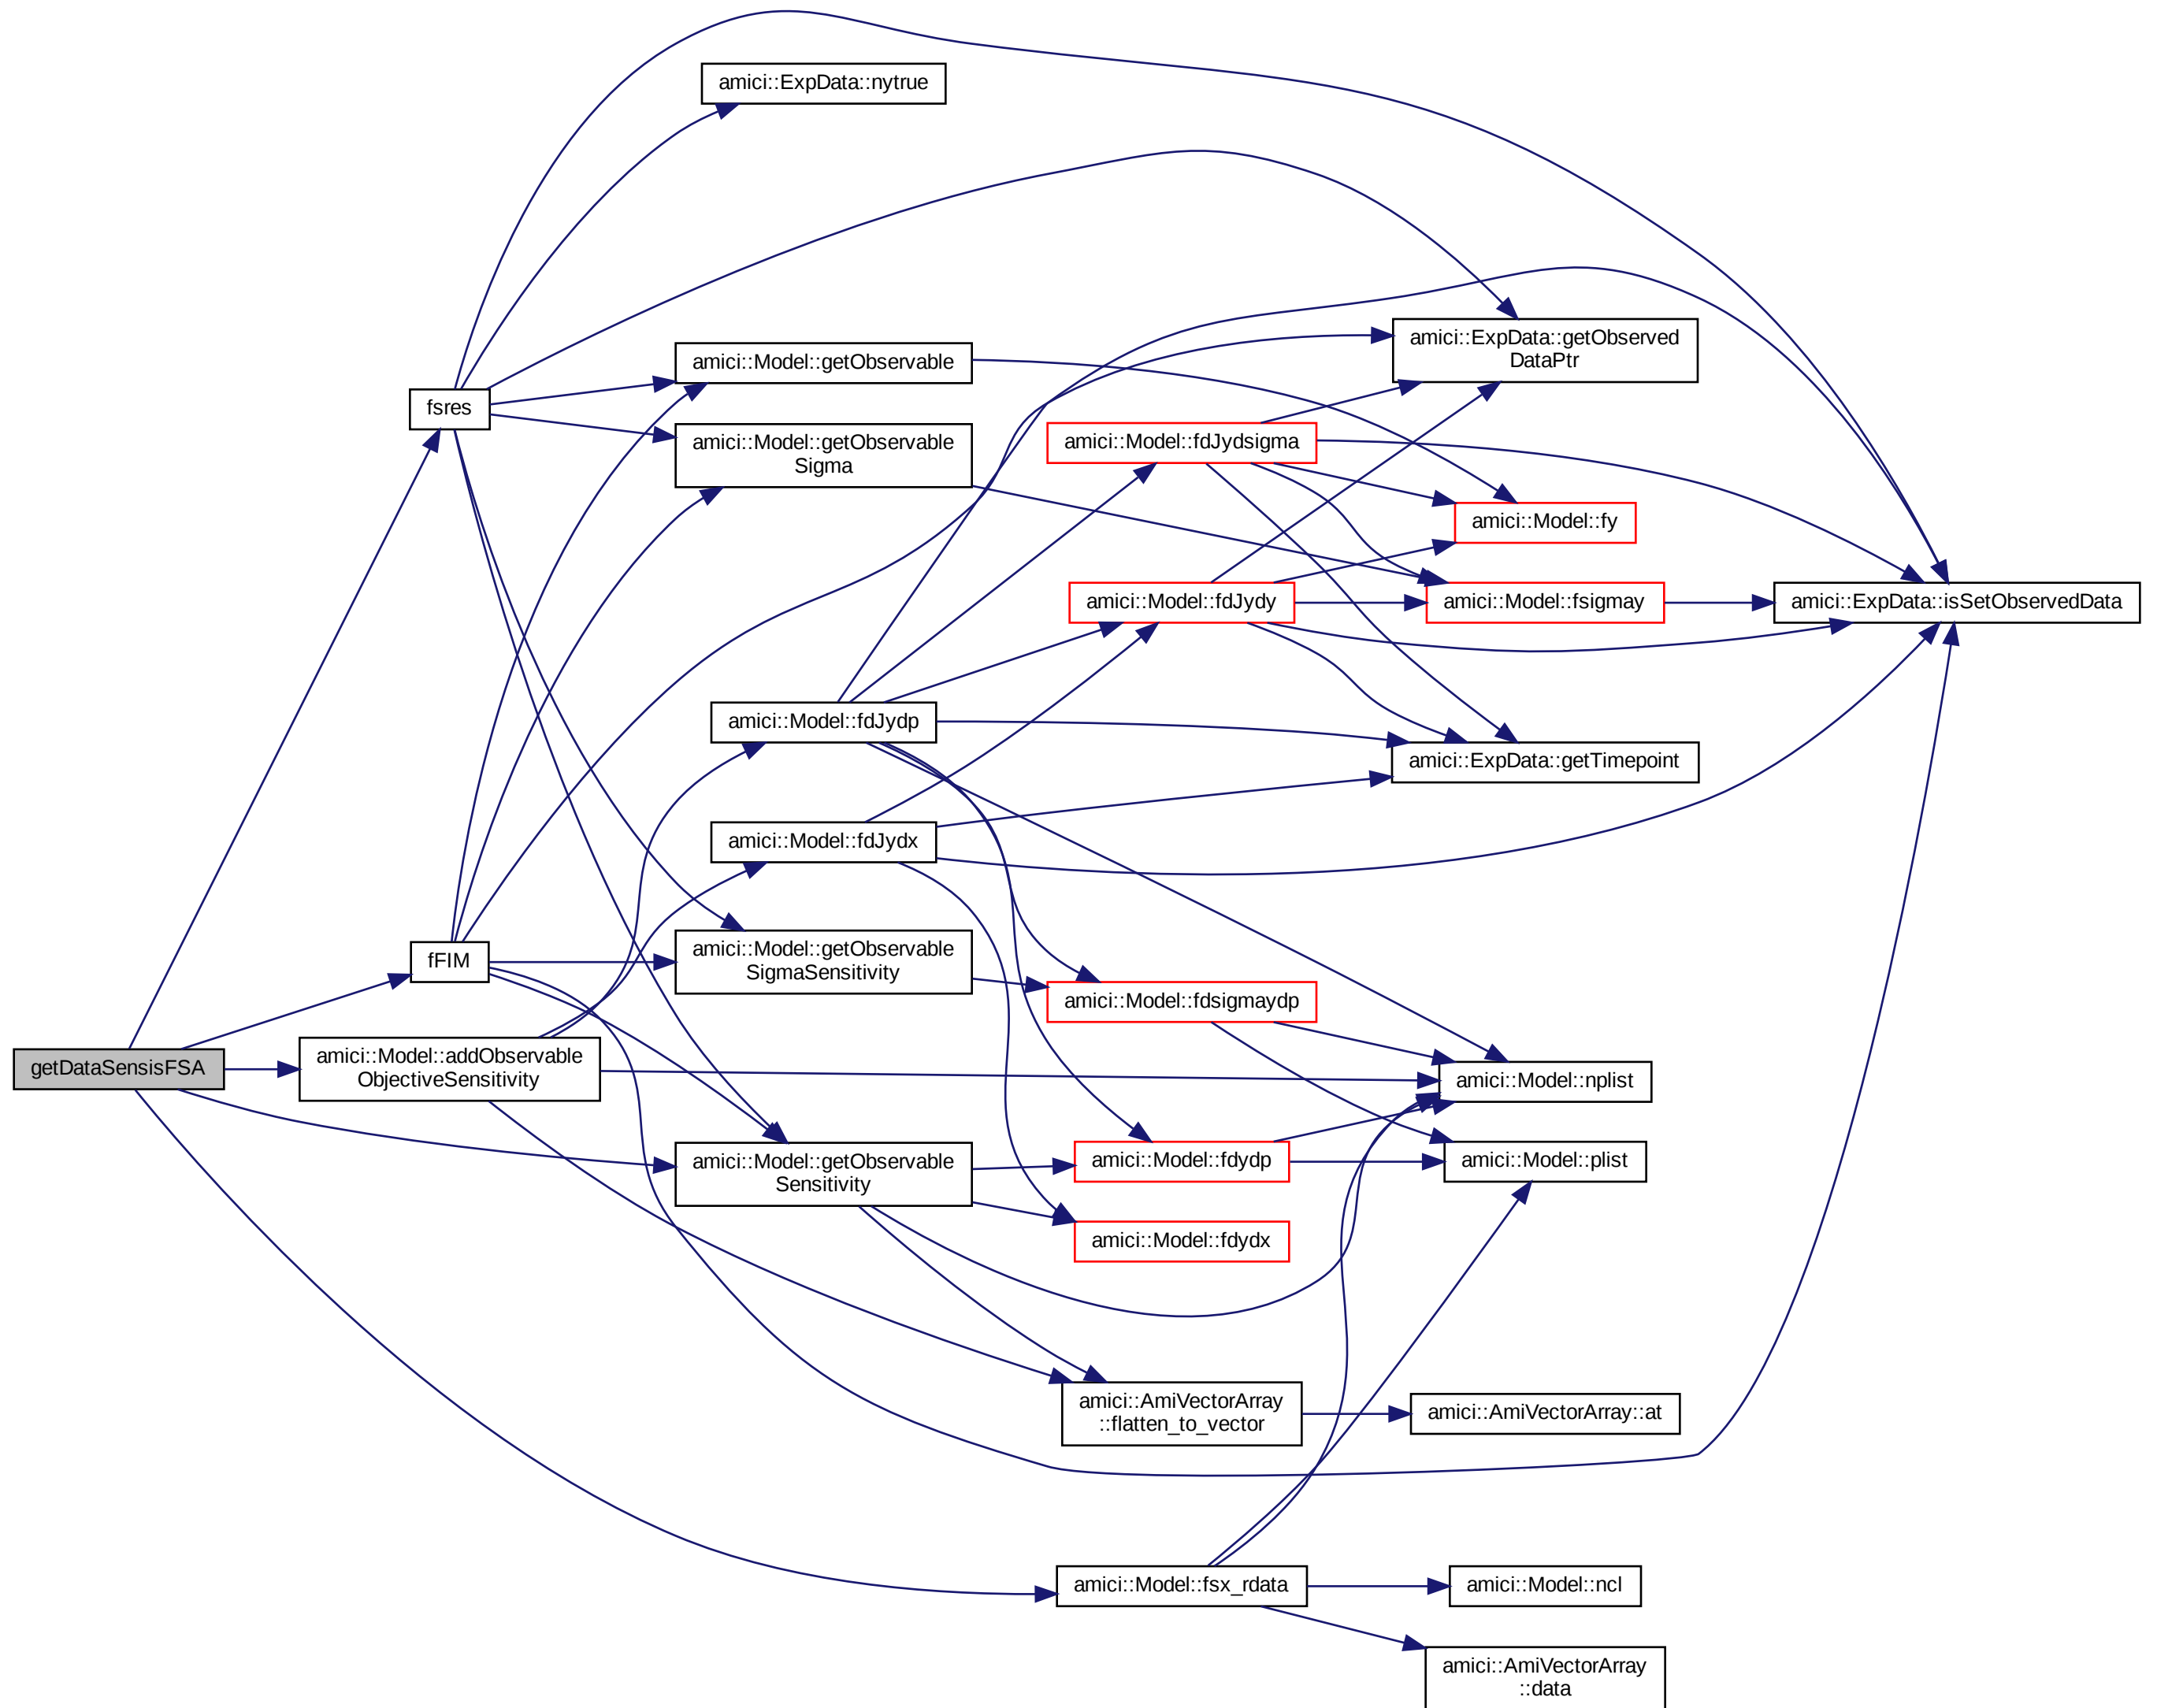 amici::ExpData::nytrue
amici::ExpData::getObserved
DataPtr
amici::Model::getObservable
fsres
amici::Model::getObservable
Sigma
amici::Model::fdJydsigma
amici::Model::fy
amici::Model::fdJydy
amici::Model::fsigmay
amici::ExpData::isSetObservedData
amici::Model::fdJydp
amici::ExpData::getTimepoint
amici::Model::fdJydx
fFIM
amici::Model::getObservable
SigmaSensitivity
amici::Model::fdsigmaydp
getDataSensisFSA
amici::Model::addObservable
ObjectiveSensitivity
amici::Model::nplist
amici::Model::getObservable
Sensitivity
amici::Model::fdydp
amici::Model::plist
amici::Model::fdydx
amici::AmiVectorArray
::flatten_to_vector
amici::AmiVectorArray::at
amici::Model::fsx_rdata
amici::Model::ncl
amici::AmiVectorArray
::data